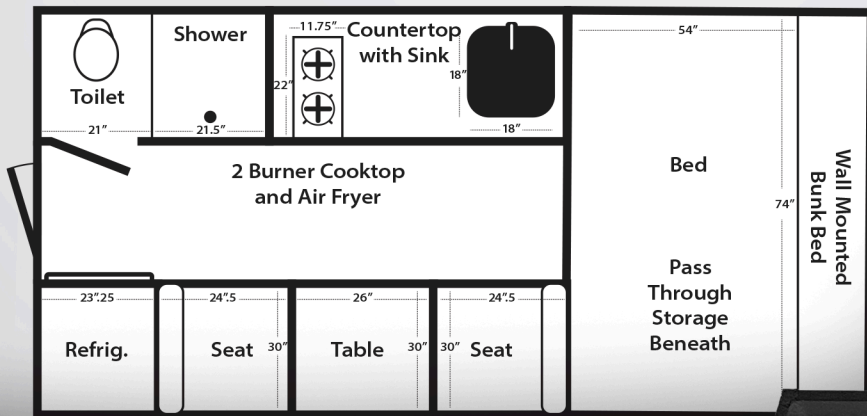 Toilet
21”
Shower
21.5”
11.75”
22”
Countertop
with Sink
18”
18”
54”
2 Burner Cooktop
and Air Fryer
Bed
74”
Wall Mounted
Bunk Bed
Pass
Through
Storage
Beneath
23”.25
Refrig.
24”.5
Seat
30”
26”
Table
30”
24”.5
30”
Seat